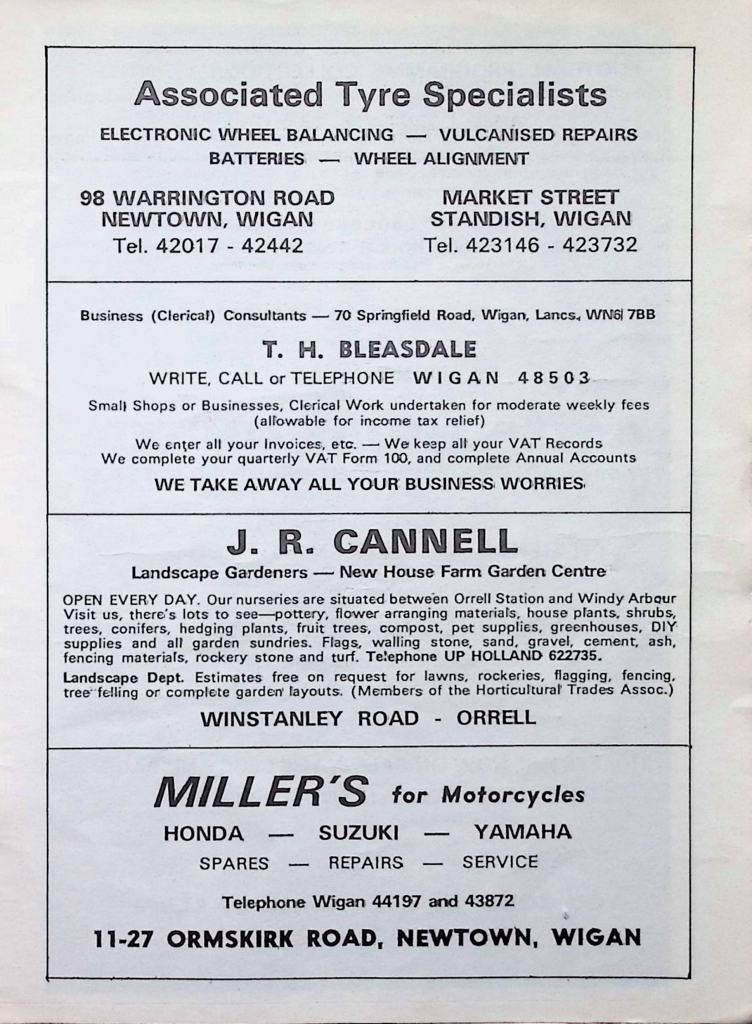 Associated Tyre Specialists
ELECTRONIC WHEEL BALANCING — VULCANISED REPAIRS
BATTERIES — WHEEL ALIGNMENT
98 WARRINGTON ROAD
NEWTOWN, WIGAN
Tel. 42017 - 42442
MARKET STREET
STANDISH, WIGAN
Tel. 423146 - 423732
Business (Clerical) Consultants — 70 Springfield Road, Wigan, Lancs., WN6 7BB
T. H. BLEASDALE
WRITE, CALL or TELEPHONE WIGAN 48503
Small Shops or Businesses, Clerical Work undertaken for moderate weekly fees
(allowable for income tax relief)
We enter all your Invoices, etc. — We keep all your VAT Records
We complete your quarterly VAT Form 100, and complete Annual Accounts
WE TAKE AWAY ALL YOUR BUSINESS WORRIES
J. R. CANNELL
Landscape Gardeners — New House Farm Garden Centre
OPEN EVERY DAY. Our nurseries are situated between Orrell Station and Windy Arbour
Visit us, there's lots to see—pottery, flower arranging materials, house plants, shrubs,
trees, conifers, hedging plants, fruit trees, compost, pet supplies, greenhouses, DIY
supplies and all garden sundries. Flags, walling stone, sand, gravel, cement, ash,
fencing materials, rockery stone and turf. Telephone UP HOLLAND 622735.
Landscape Dept. Estimates free on request for lawns, rockeries, flagging, fencing,
tree felling or complete garden layouts. (Members of the Horticultural Trades Assoc.)
WINSTANLEY ROAD - ORRELL
MILLER'S for Motorcycles
HONDA — SUZUKI — YAMAHA
SPARES — REPAIRS — SERVICE
Telephone Wigan 44197 and 43872
11-27 ORMSKIRK ROAD, NEWTOWN, WIGAN